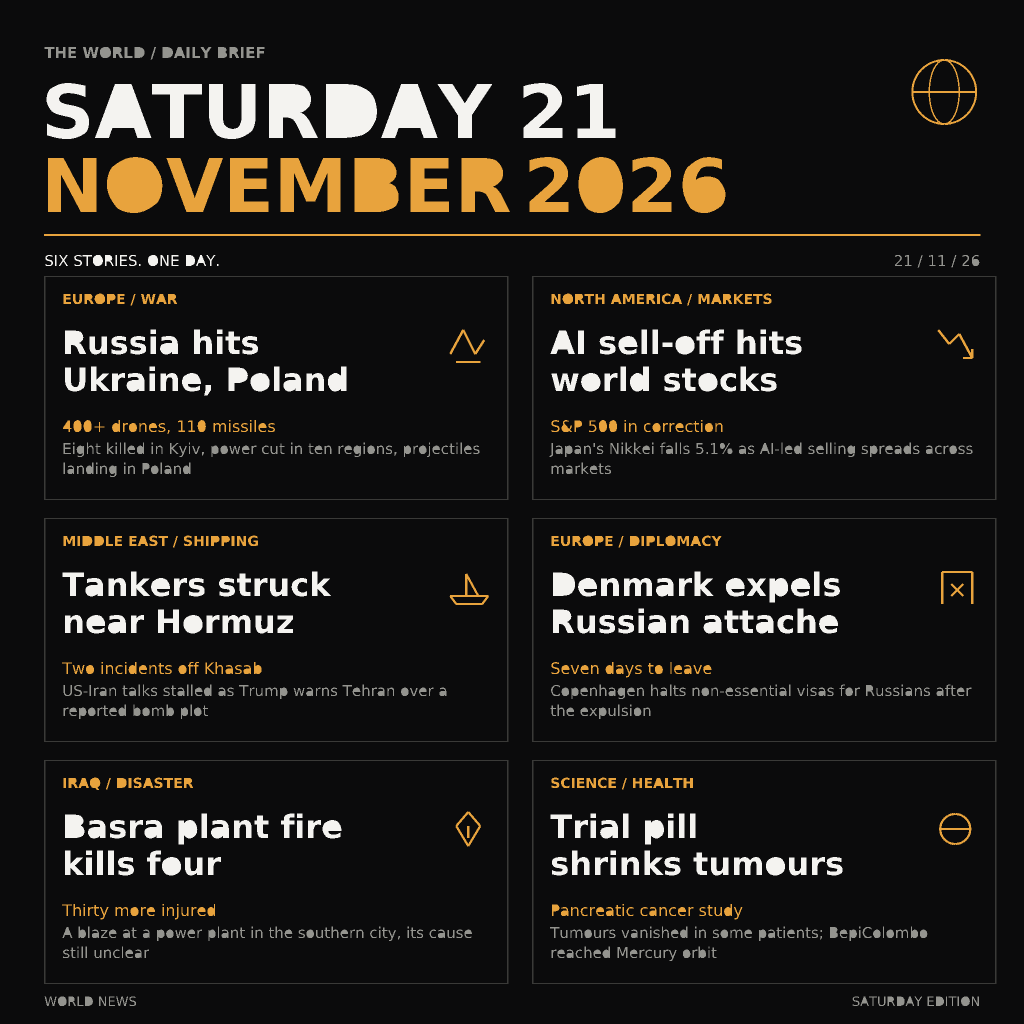 THE WORLD / DAILY BRIEF
SATURDAY 21
NOVEMBER 2026
SIX STORIES. ONE DAY.
21 / 11 / 26
EUROPE / WAR
Russia hits
Ukraine, Poland
400+ drones, 110 missiles
Eight killed in Kyiv, power cut in ten regions, projectiles
landing in Poland
NORTH AMERICA / MARKETS
AI sell-off hits
world stocks
S&P 500 in correction
Japan's Nikkei falls 5.1% as AI-led selling spreads across
markets
MIDDLE EAST / SHIPPING
Tankers struck
near Hormuz
Two incidents off Khasab
US-Iran talks stalled as Trump warns Tehran over a
reported bomb plot
EUROPE / DIPLOMACY
Denmark expels
Russian attache
Seven days to leave
Copenhagen halts non-essential visas for Russians after
the expulsion
IRAQ / DISASTER
Basra plant fire
kills four
Thirty more injured
A blaze at a power plant in the southern city, its cause
still unclear
SCIENCE / HEALTH
Trial pill
shrinks tumours
Pancreatic cancer study
Tumours vanished in some patients; BepiColombo
reached Mercury orbit
WORLD NEWS
SATURDAY EDITION